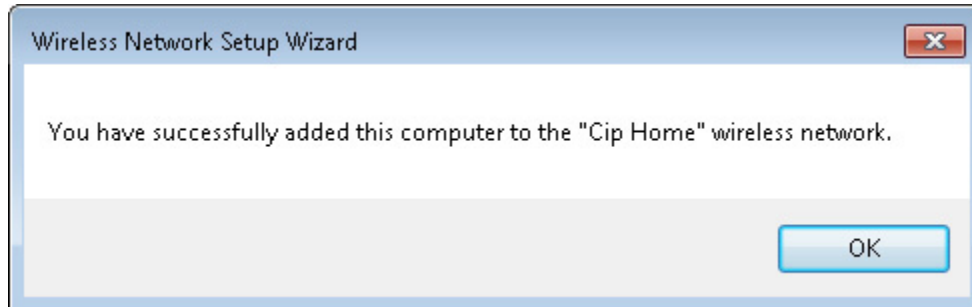 Wireless Network Setup Wizard
You have successfully added this computer to the "Cip Home" wireless network.
OK